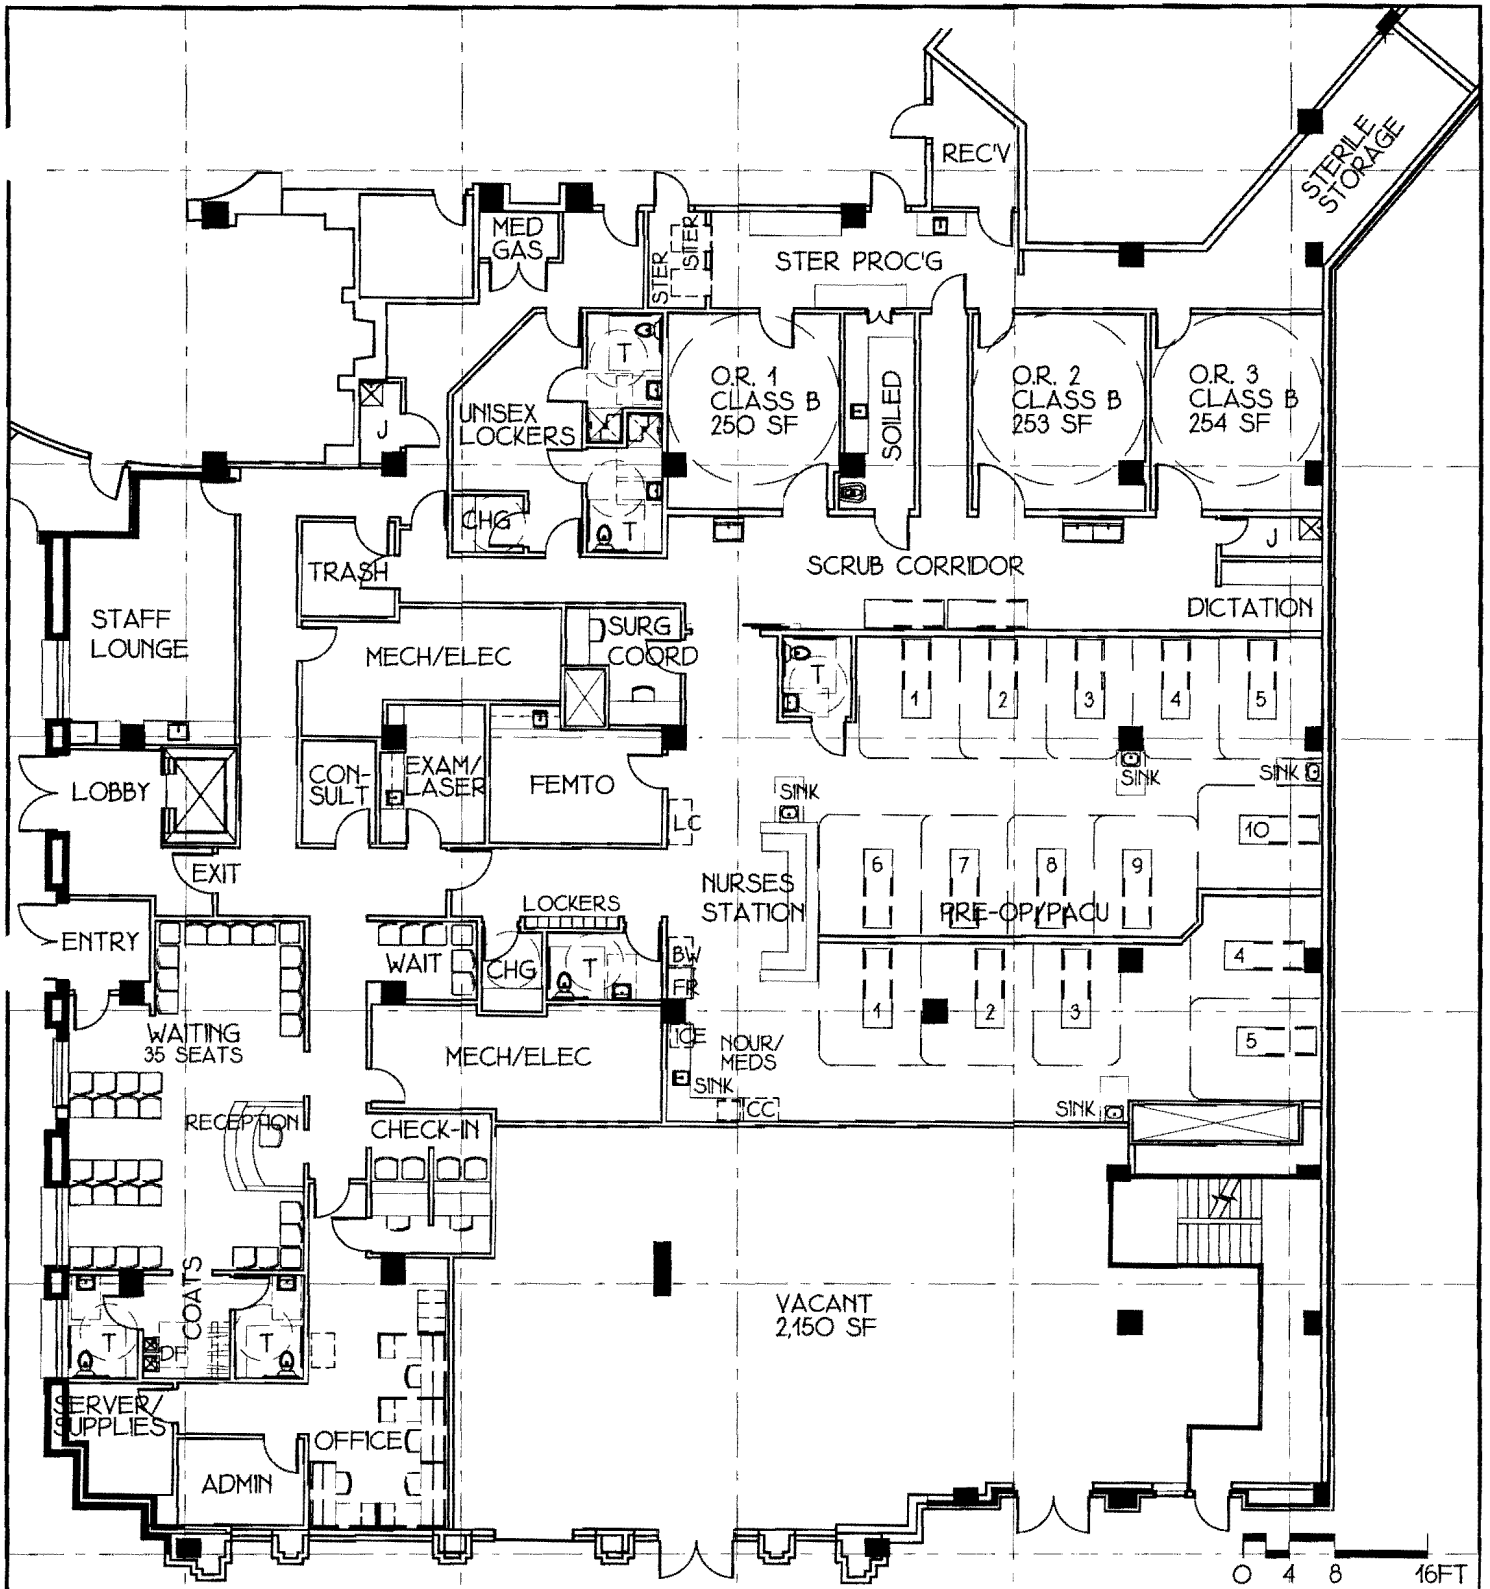 REC'V
STERILE
STORAGE
MED
GAS
STER
STER
STER PROC'G
T
O.R. 1
CLASS B
250 SF
SOILED
O.R. 2
CLASS B
253 SF
O.R. 3
CLASS B
254 SF
UNISEX
LOCKERS
J
CHG
T
J
TRASH
SCRUB CORRIDOR
DICTATION
STAFF
LOUNGE
MECH/ELEC
SURG
COORD
T
1
2
3
4
5
LOBBY
CON-
SULT
EXAM/
LASER
FEMTO
SINK
SINK
SINK
LC
10
EXIT
6
7
8
9
NURSES
STATION
PRE-OP/PACU
LOCKERS
ENTRY
WAIT
CHG
T
BW
FR
4
1
2
3
5
WAITING
35 SEATS
MECH/ELEC
ICE
NOUR/
MEDS
SINK
CC
SINK
RECEPTION
CHECK-IN
COATS
T
DF
T
VACANT
2,150 SF
SERVER/
SUPPLIES
OFFICE
ADMIN
0 4 8 16FT